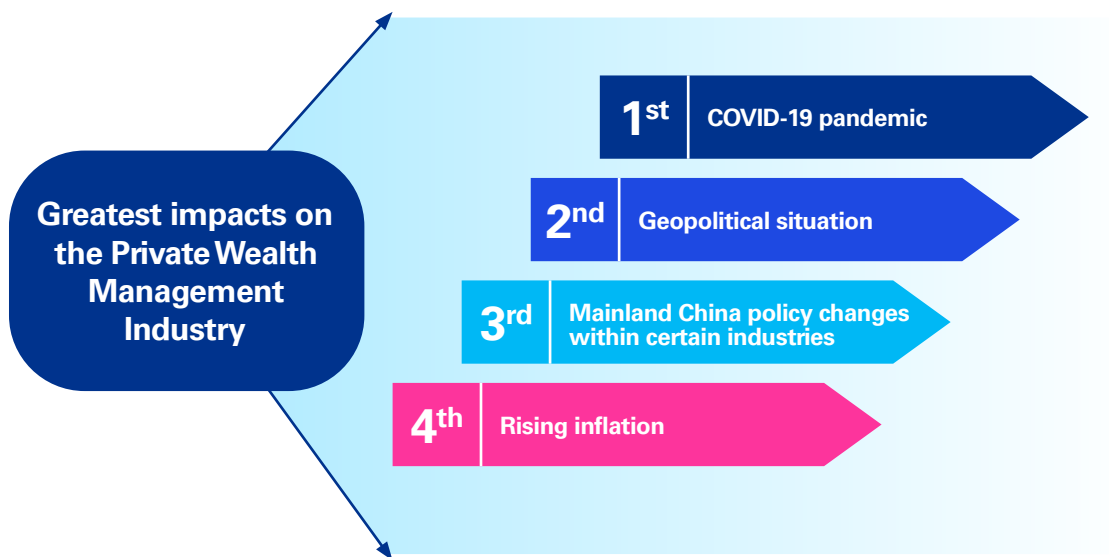 Greatest impacts on
the Private Wealth
Management
Industry
1st COVID-19 pandemic
2nd Geopolitical situation
3rd Mainland China policy changes
within certain industries
4th Rising inflation